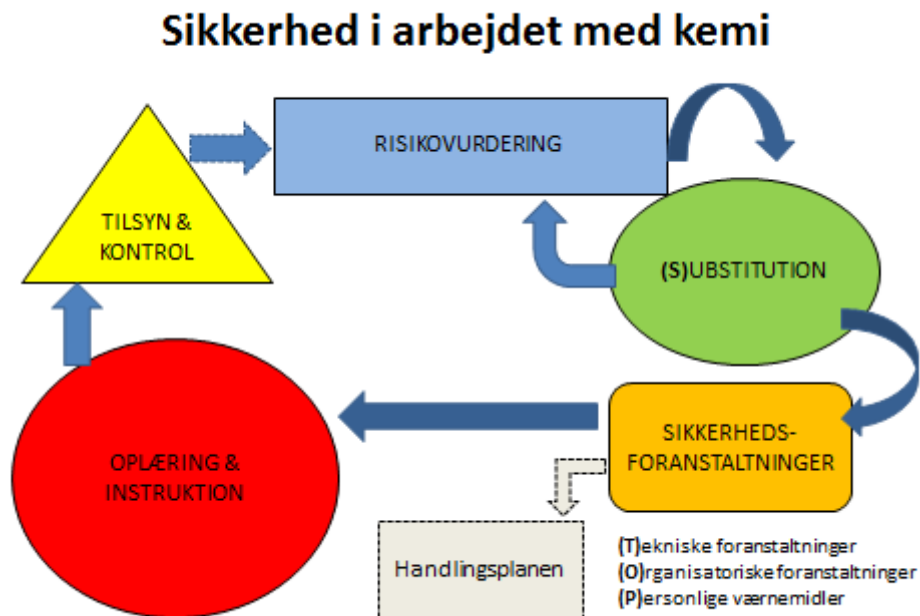 Sikkerhed i arbejdet med kemi
RISIKOVURDERING
TILSYN &
KONTROL
(S)UBSTITUTION
SIKKERHEDS-
FORANSTALTNINGER
OPLÆRING &
INSTRUKTION
Handlingsplanen
(T)ekniske foranstaltninger
(O)rganisatoriske foranstaltninger
(P)ersonlige værnemidler